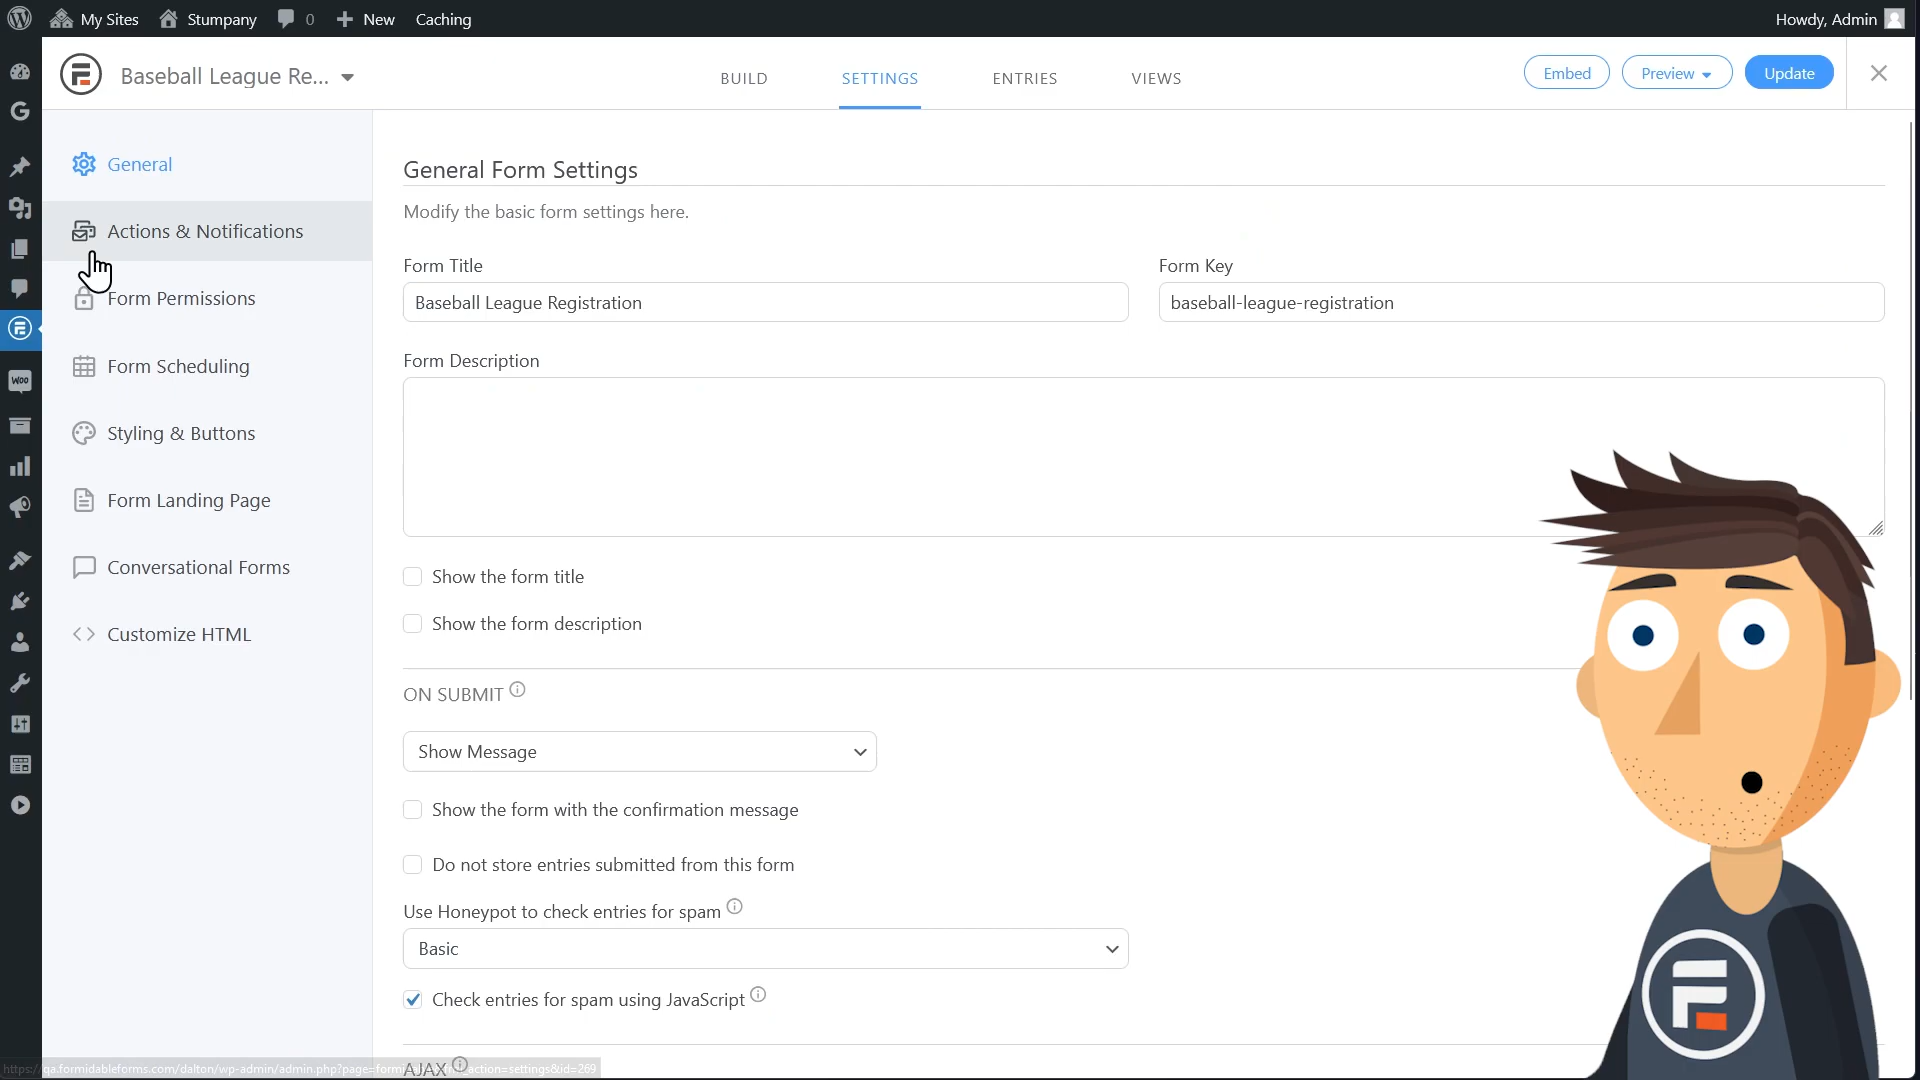 My Sites
Stumpany
0
New
Caching
Howdy, Admin
Baseball League Re...
BUILD
SETTINGS
ENTRIES
VIEWS
Embed
Preview
Update
General
Actions & Notifications
Form Permissions
Form Scheduling
Styling & Buttons
Form Landing Page
Conversational Forms
Customize HTML
General Form Settings
Modify the basic form settings here.
Form Title
Form Key
Baseball League Registration
baseball-league-registration
Form Description
Show the form title
Show the form description
ON SUBMIT
Show Message
Show the form with the confirmation message
Do not store entries submitted from this form
Use Honeypot to check entries for spam
Basic
Check entries for spam using JavaScript
AJAX
Woo